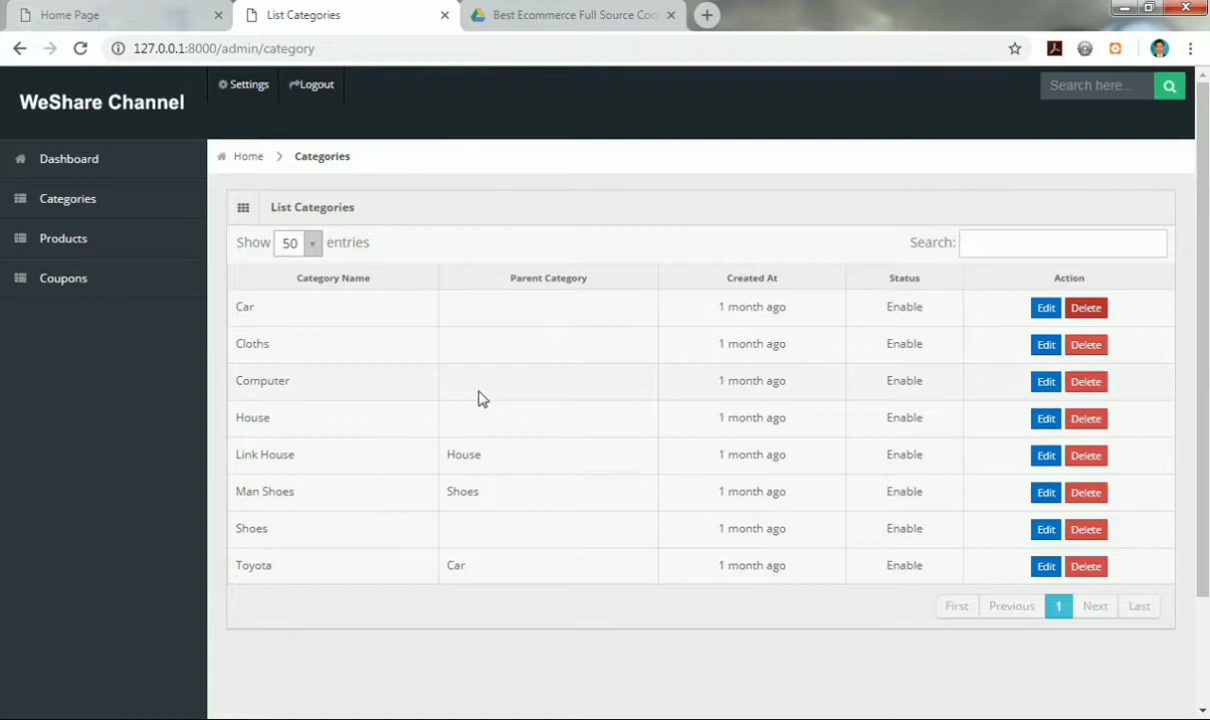 Home Page
List Categories
Best Ecommerce Full Source Coc
127.0.0.1:8000/admin/category
WeShare Channel
Settings
Logout
Search here...
Dashboard
Categories
Products
Coupons
Home > Categories
List Categories
Show 50 entries
Search:
Category Name Parent Category Created At Status Action
Car 1 month ago Enable Edit Delete
Cloths 1 month ago Enable Edit Delete
Computer 1 month ago Enable Edit Delete
House 1 month ago Enable Edit Delete
Link House House 1 month ago Enable Edit Delete
Man Shoes Shoes 1 month ago Enable Edit Delete
Shoes 1 month ago Enable Edit Delete
Toyota Car 1 month ago Enable Edit Delete
First Previous 1 Next Last